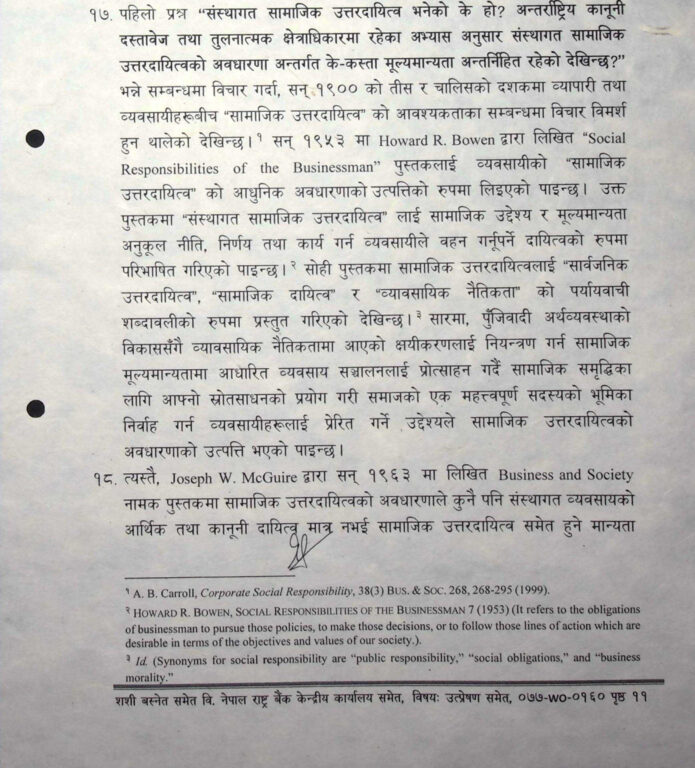 १७. पहिलो प्रश्न “संस्थागत सामाजिक उत्तरदायित्व भनेको के हो? अन्तर्राष्ट्रिय कानूनी
दस्तावेज तथा तुलनात्मक क्षेत्राधिकारमा रहेका अभ्यास अनुसार संस्थागत सामाजिक
उत्तरदायित्वको अवधारणा अन्तर्गत के-कस्ता मूल्यमान्यता अन्तर्निहित रहेको देखिन्छ?”
भन्ने सम्बन्धमा विचार गर्दा, सन् १९०० को तीस र चालिसको दशकमा व्यापारी तथा
व्यवसायीहरूबीच “सामाजिक उत्तरदायित्व” को आवश्यकताका सम्बन्धमा विचार विमर्श
हुन थालेको देखिन्छ।१ सन् १९५३ मा Howard R. Bowen द्वारा लिखित “Social
Responsibilities of the Businessman” पुस्तकलाई व्यवसायीको “सामाजिक
उत्तरदायित्व” को आधुनिक अवधारणाको उत्पत्तिको रुपमा लिइएको पाइन्छ। उक्त
पुस्तकमा “संस्थागत सामाजिक उत्तरदायित्व” लाई सामाजिक उद्देश्य र मूल्यमान्यता
अनुकूल नीति, निर्णय तथा कार्य गर्न व्यवसायीले वहन गर्नूपर्ने दायित्वको रुपमा
परिभाषित गरिएको पाइन्छ।२ सोही पुस्तकमा सामाजिक उत्तरदायित्वलाई “सार्वजनिक
उत्तरदायित्व”, “सामाजिक दायित्व” र “व्यावसायिक नैतिकता” को पर्यायवाची
शब्दावलीको रुपमा प्रस्तुत गरिएको देखिन्छ।३ सारमा, पुँजिवादी अर्थव्यवस्थाको
विकाससँगै व्यावसायिक नैतिकतामा आएको क्षयीकरणलाई नियन्त्रण गर्न सामाजिक
मूल्यमान्यतामा आधारित व्यवसाय सञ्चालनलाई प्रोत्साहन गर्दै सामाजिक समृद्धिका
लागि आफ्नो स्रोतसाधनको प्रयोग गरी समाजको एक महत्त्वपूर्ण सदस्यको भूमिका
निर्वाह गर्न व्यवसायीहरूलाई प्रेरित गर्ने उद्देश्यले सामाजिक उत्तरदायित्वको
अवधारणाको उत्पत्ति भएको पाइन्छ।
१८. त्यस्तै, Joseph W. McGuire द्वारा सन् १९६३ मा लिखित Business and Society
नामक पुस्तकमा सामाजिक उत्तरदायित्वको अवधारणाले कुनै पनि संस्थागत व्यवसायको
आर्थिक तथा कानूनी दायित्व मात्र नभई सामाजिक उत्तरदायित्व समेत हुने मान्यता
१ A. B. Carroll, Corporate Social Responsibility, 38(3) BUS. & SOC. 268, 268-295 (1999).
२ HOWARD R. BOWEN, SOCIAL RESPONSIBILITIES OF THE BUSINESSMAN 7 (1953) (It refers to the obligations
of businessman to pursue those policies, to make those decisions, or to follow those lines of action which are
desirable in terms of the objectives and values of our society.).
३ Id. (Synonyms for social responsibility are “public responsibility,” “social obligations,” and “business
morality.”
शशी बस्नेत समेत वि. नेपाल राष्ट्र बैंक केन्द्रीय कार्यालय समेत, विषयः उत्प्रेषण समेत, ०७७-WO-०१६० पृष्ठ ११